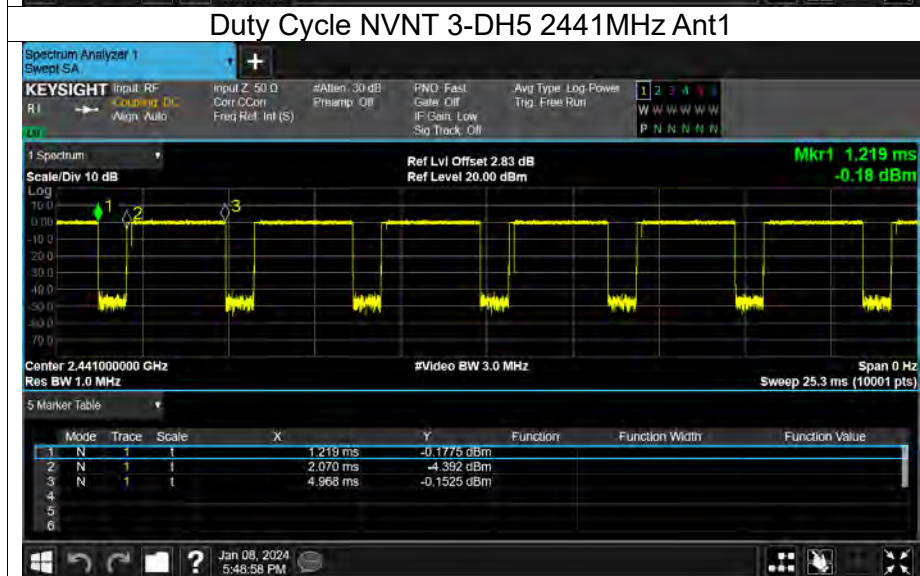 Duty Cycle NVNT 3-DH5 2441MHz Ant1
Spectrum Analyzer 1
Swept SA
+
KEYSIGHT Input: RF Input Z: 50 Ω #Atten: 30 dB PNO: Fast Avg Type: Log-Power 1 2 3 4 5 6
Coupling: DC Corr CCorr Preamp: Off Gate: Off Trig: Free Run W W W W W W
Align: Auto Freq Ref: Int (S) IF Gain: Low
Sig Track: Off P N N N N N
1 Spectrum
Scale/Div 10 dB Ref Lvl Offset 2.83 dB Mkr1 1.219 ms
Ref Level 20.00 dBm -0.18 dBm
Log
10.0
0.00
-10.0
-20.0
-30.0
-40.0
-50.0
-60.0
-70.0
1 2 3
Center 2.441000000 GHz #Video BW 3.0 MHz Span 0 Hz
Res BW 1.0 MHz Sweep 25.3 ms (10001 pts)
5 Marker Table
Mode Trace Scale X Y Function Function Width Function Value
1 N 1 t 1.219 ms -0.1775 dBm
2 N 1 t 2.070 ms -4.392 dBm
3 N 1 t 4.968 ms -0.1525 dBm
4
5
6
? Jan 08, 2024
5:48:58 PM